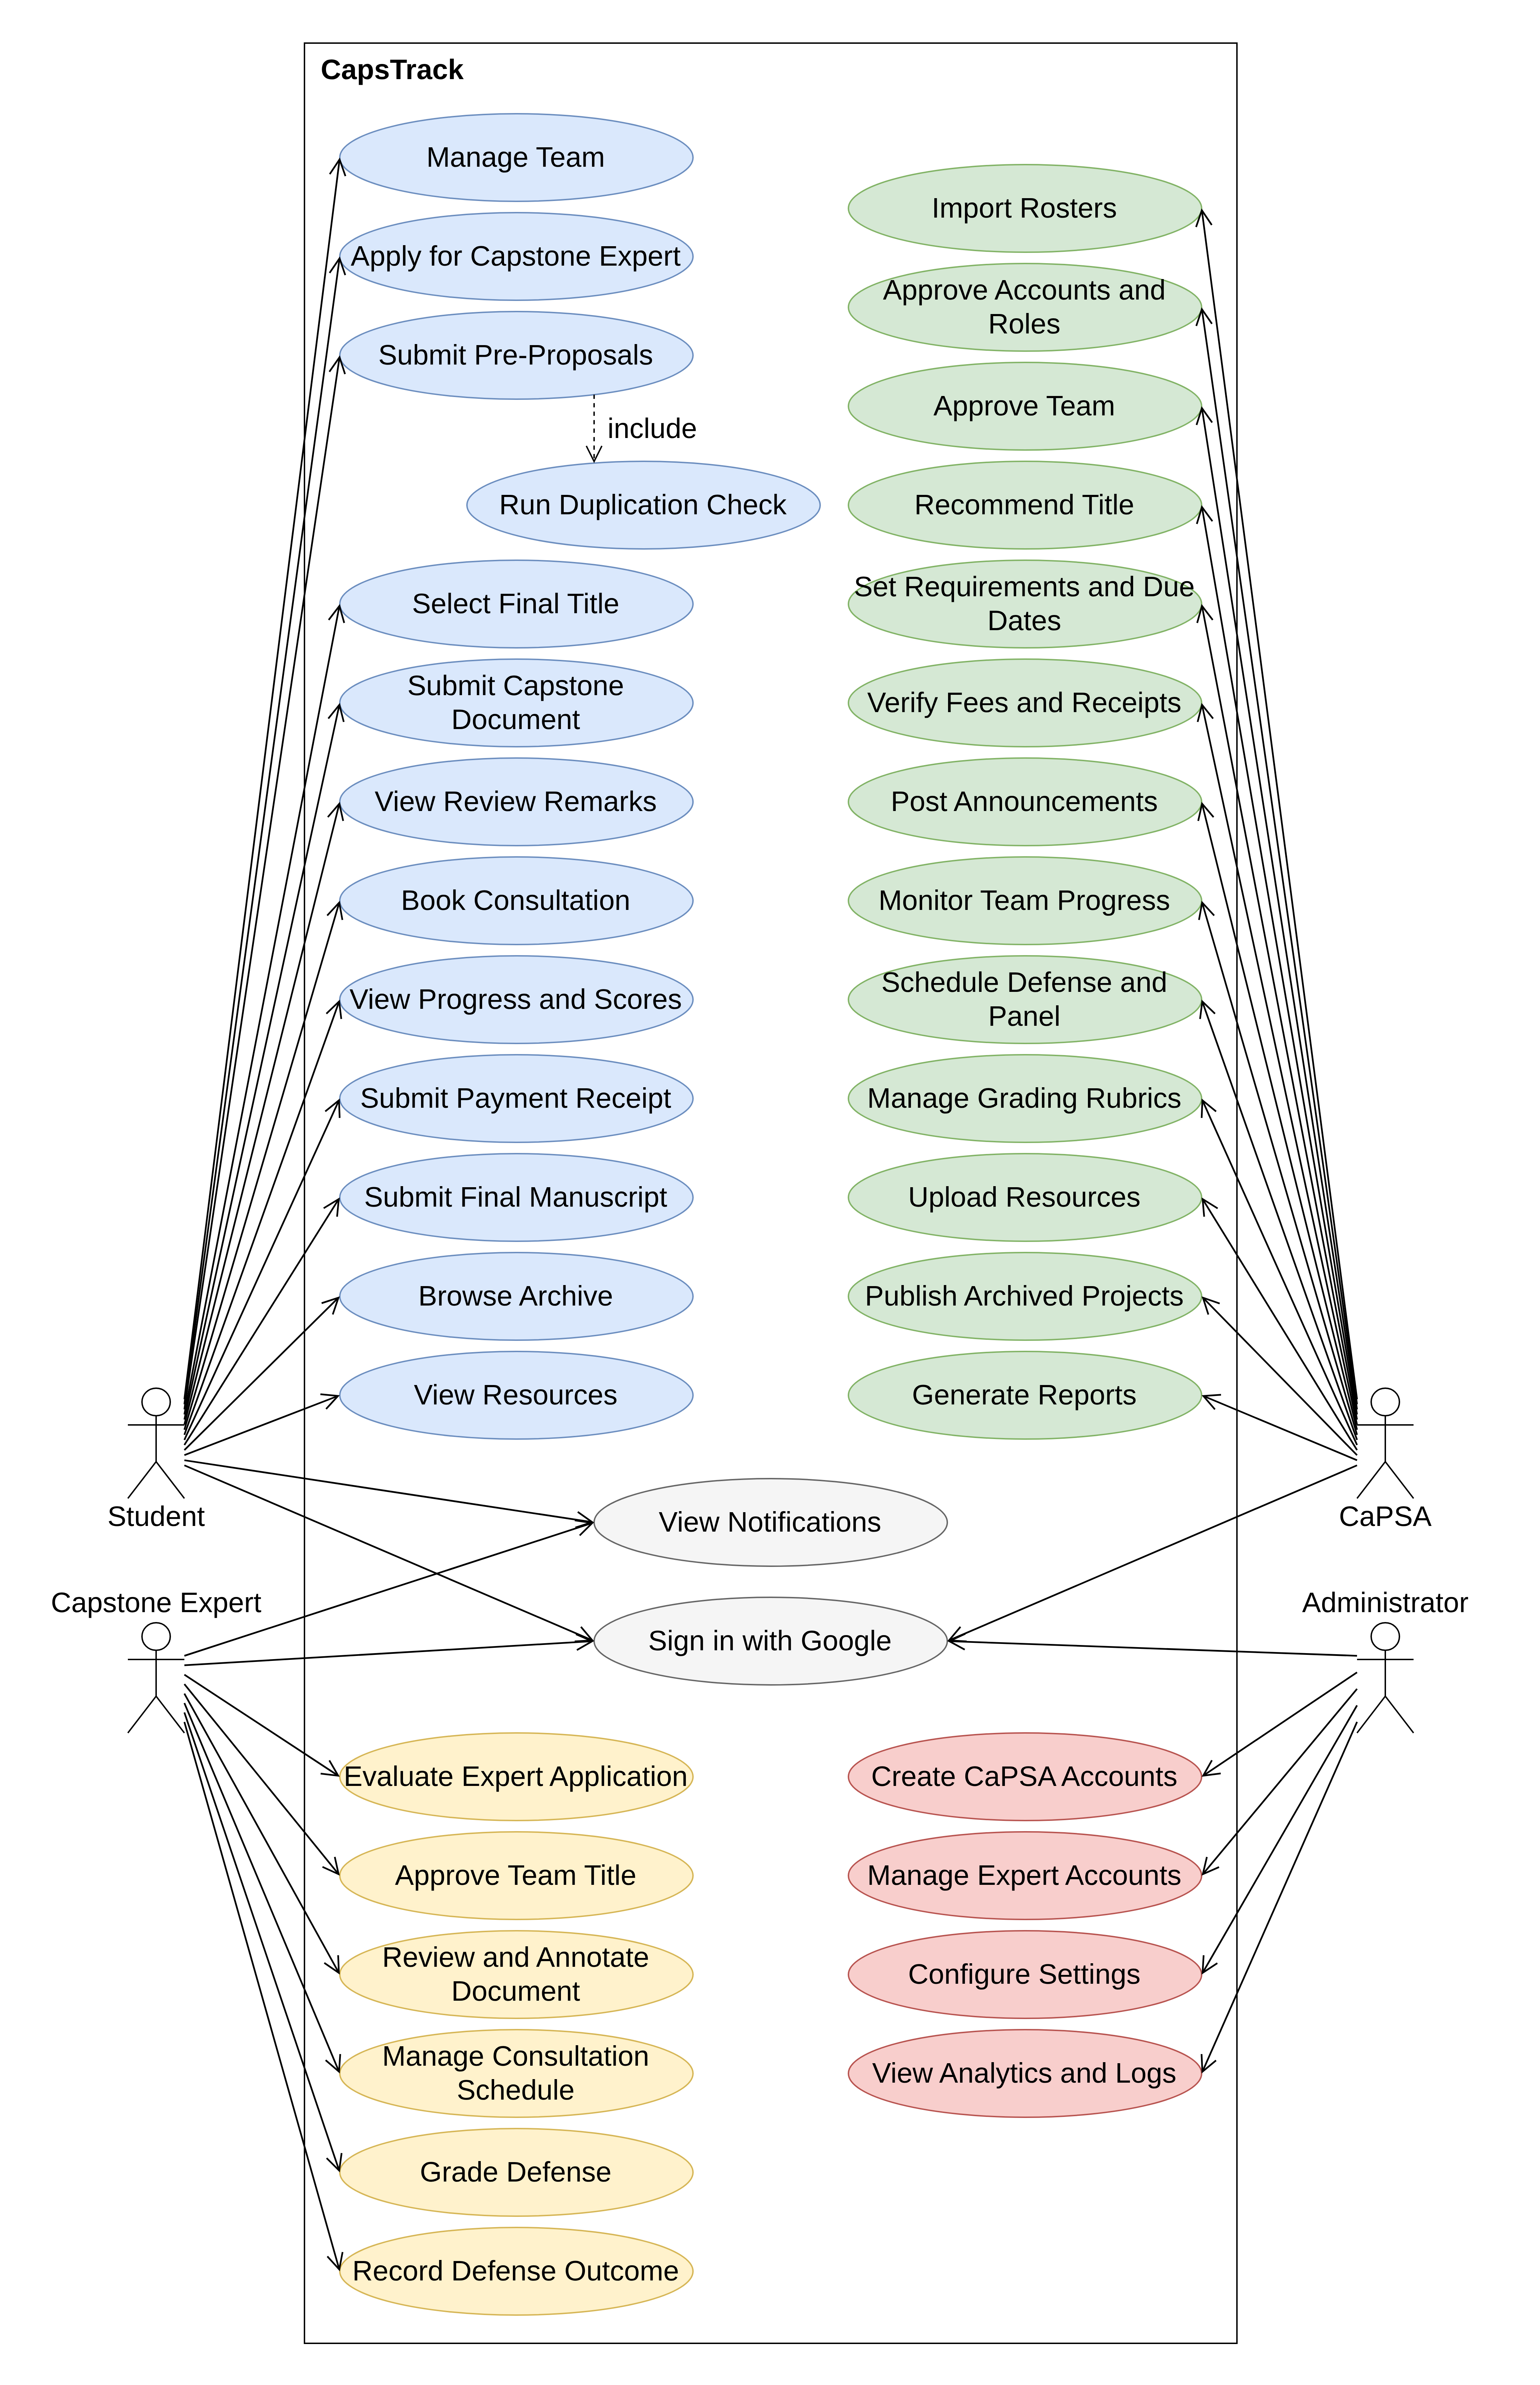 CapsTrack
Manage Team
Apply for Capstone Expert
Submit Pre-Proposals
include
Run Duplication Check
Select Final Title
Submit Capstone
Document
View Review Remarks
Book Consultation
View Progress and Scores
Submit Payment Receipt
Submit Final Manuscript
Browse Archive
View Resources
Import Rosters
Approve Accounts and
Roles
Approve Team
Recommend Title
Set Requirements and Due
Dates
Verify Fees and Receipts
Post Announcements
Monitor Team Progress
Schedule Defense and
Panel
Manage Grading Rubrics
Upload Resources
Publish Archived Projects
Generate Reports
Student
CaPSA
View Notifications
Capstone Expert
Administrator
Sign in with Google
Evaluate Expert Application
Approve Team Title
Review and Annotate
Document
Manage Consultation
Schedule
Grade Defense
Record Defense Outcome
Create CaPSA Accounts
Manage Expert Accounts
Configure Settings
View Analytics and Logs